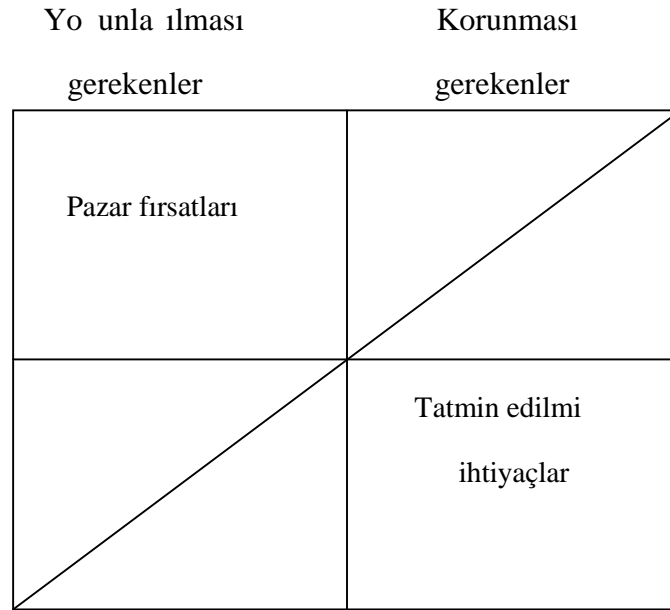 Yo unla ılması Korunması
gerekenler gerekenler
Pazar fırsatları
Tatmin edilmi
ihtiyaçlar